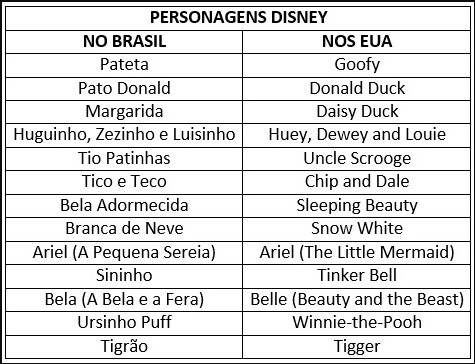 PERSONAGENS DISNEY
NO BRASIL NOS EUA
Pateta Goofy
Pato Donald Donald Duck
Margarida Daisy Duck
Huguinho, Zezinho e Luisinho Huey, Dewey and Louie
Tio Patinhas Uncle Scrooge
Tico e Teco Chip and Dale
Bela Adormecida Sleeping Beauty
Branca de Neve Snow White
Ariel (A Pequena Sereia) Ariel (The Little Mermaid)
Sininho Tinker Bell
Bela (A Bela e a Fera) Belle (Beauty and the Beast)
Ursinho Puff Winnie-the-Pooh
Tigrão Tigger